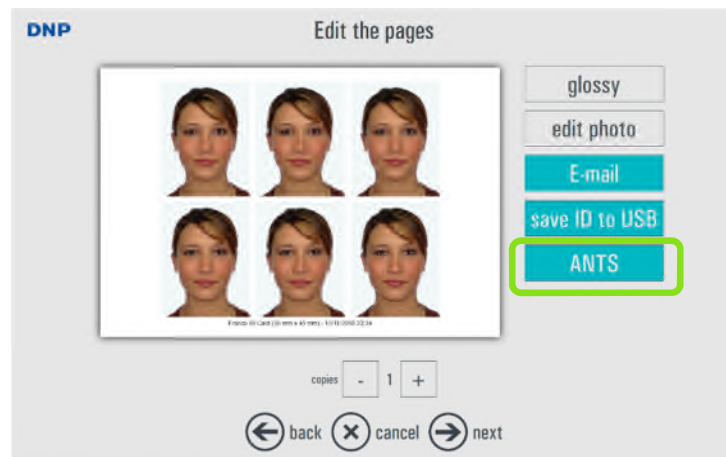 DNP
Edit the pages
glossy
edit photo
E-mail
save ID to USB
ANTS
copies - 1 +
back cancel next